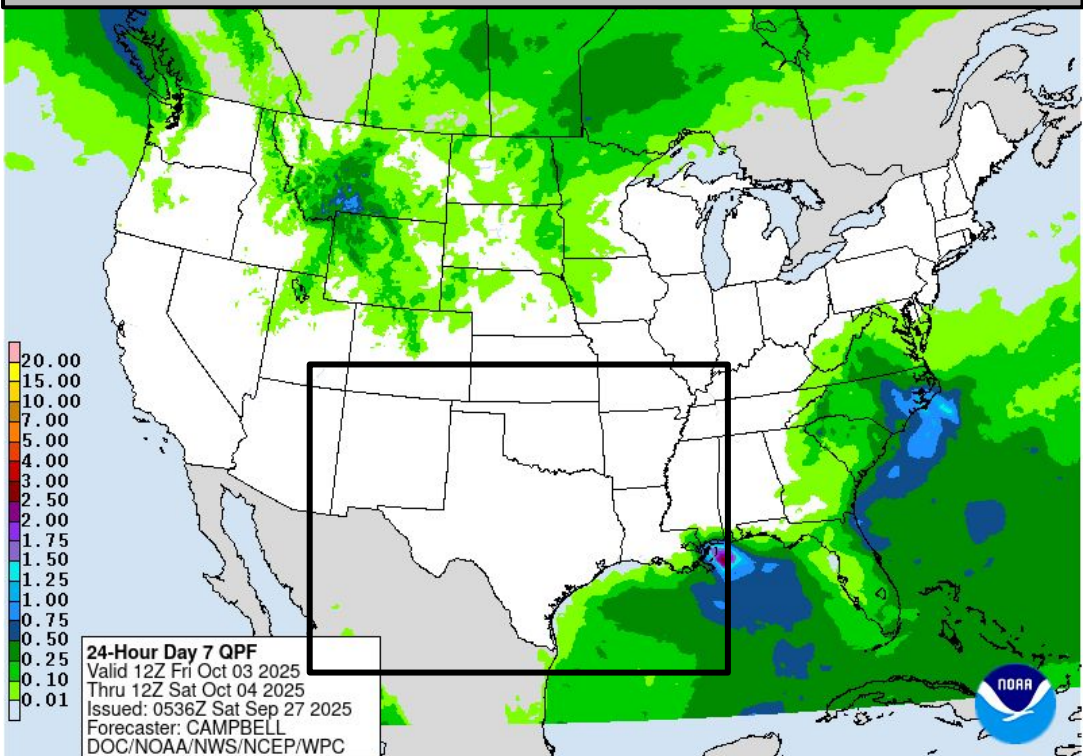 20.00
15.00
10.00
7.00
5.00
4.00
3.00
2.50
2.00
1.75
1.50
1.25
1.00
0.75
0.50
0.25
0.10
0.01
24-Hour Day 7 QPF
Valid 12Z Fri Oct 03 2025
Thru 12Z Sat Oct 04 2025
Issued: 0536Z Sat Sep 27 2025
Forecaster: CAMPBELL
DOC/NOAA/NWS/NCEP/WPC
NOAA